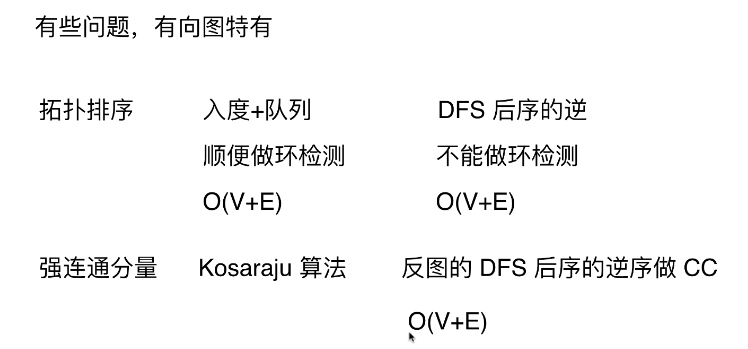 有些问题，有向图特有
拓扑排序 入度+队列 DFS 后序的逆
顺便做环检测 不能做环检测
O(V+E) O(V+E)
强连通分量 Kosaraju 算法 反图的 DFS 后序的逆序做 CC
O(V+E)